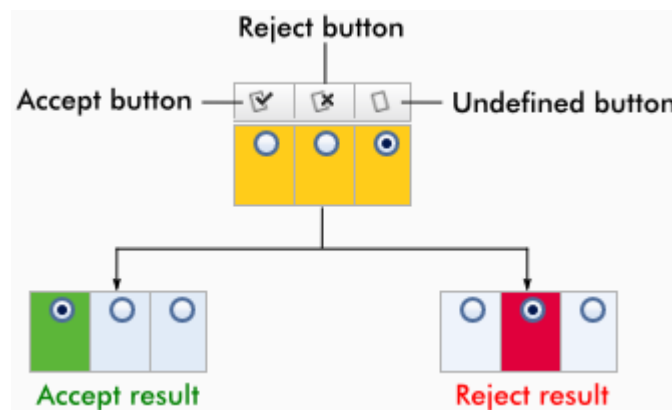 Reject button
Accept button
Undefined button
Accept result
Reject result